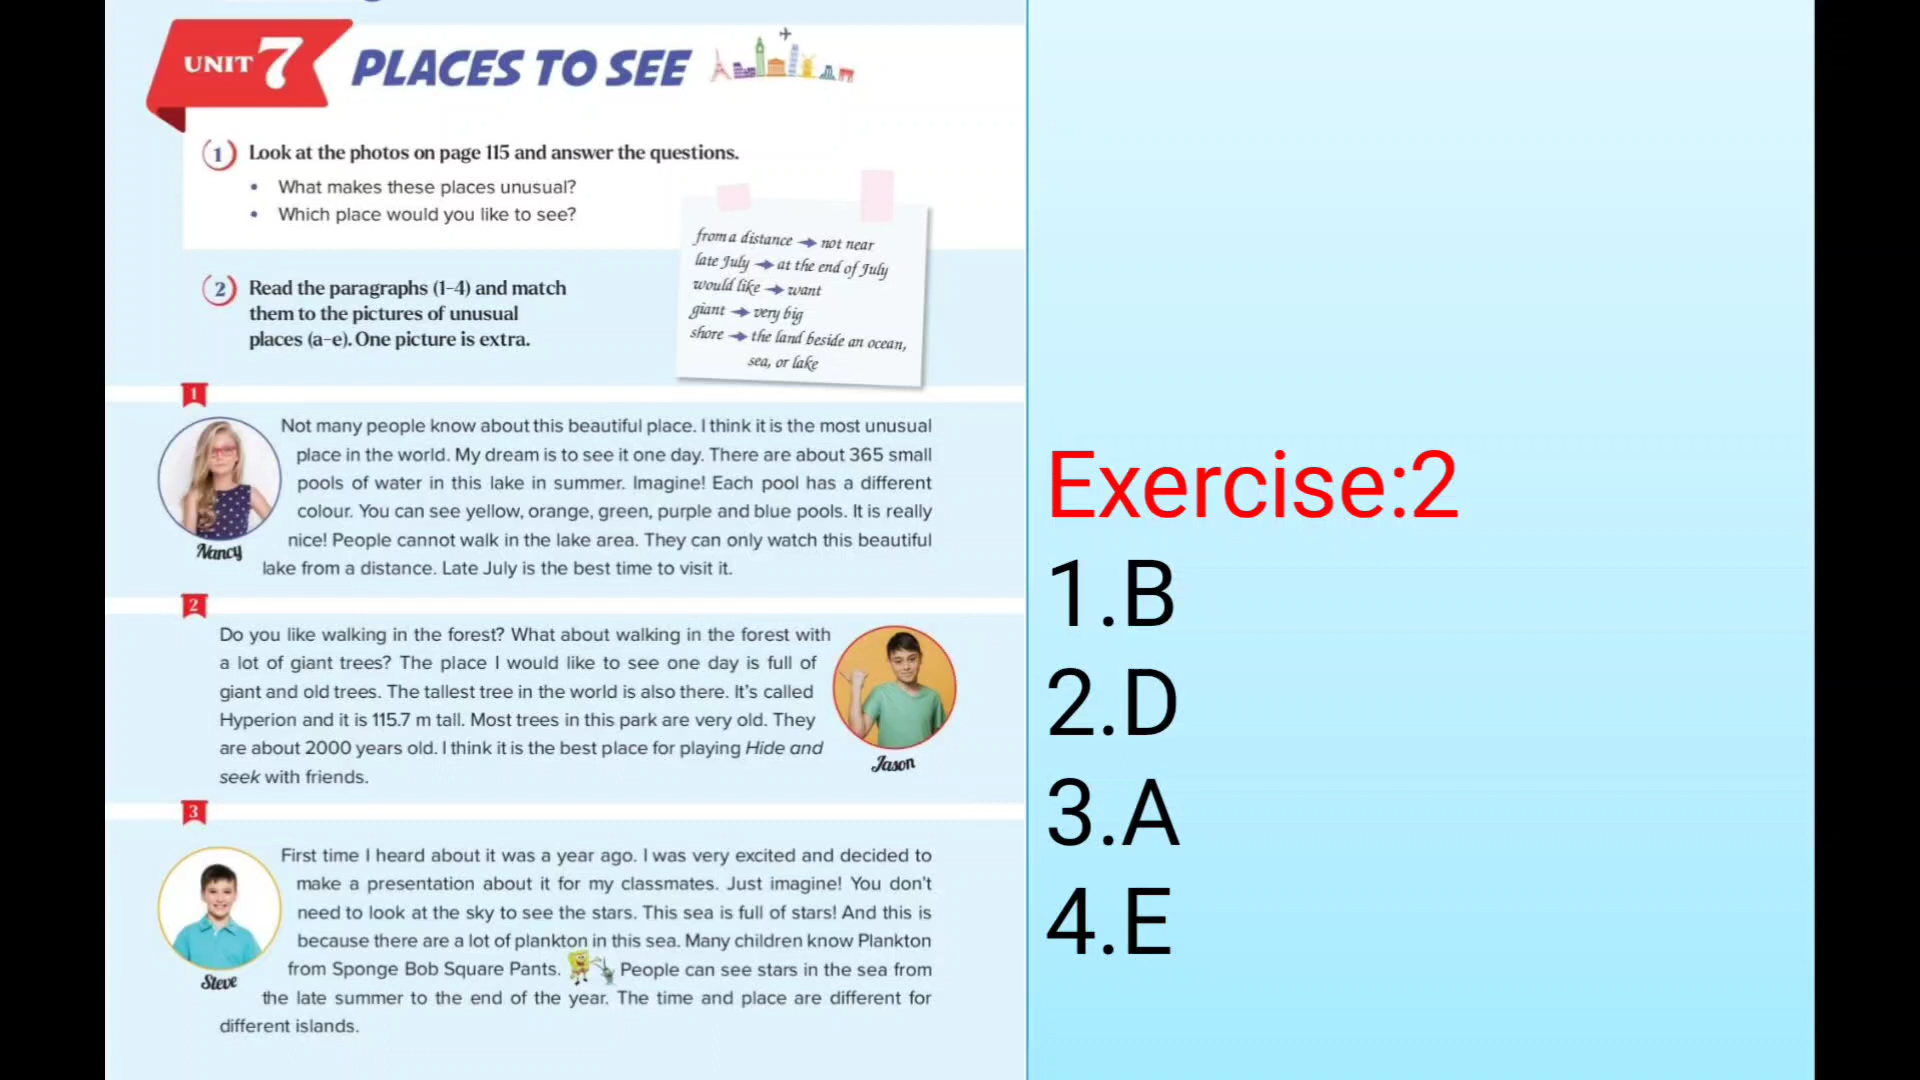 UNIT 7 PLACES TO SEE
1 Look at the photos on page 115 and answer the questions.
• What makes these places unusual?
• Which place would you like to see?
from a distance → not near
late July → at the end of July
would like → want
giant → very big
shore → the land beside an ocean,
sea, or lake
2 Read the paragraphs (1-4) and match
them to the pictures of unusual
places (a-e). One picture is extra.
1
Not many people know about this beautiful place. I think it is the most unusual
place in the world. My dream is to see it one day. There are about 365 small
pools of water in this lake in summer. Imagine! Each pool has a different
colour. You can see yellow, orange, green, purple and blue pools. It is really
nice! People cannot walk in the lake area. They can only watch this beautiful
lake from a distance. Late July is the best time to visit it.
Nancy
2
Do you like walking in the forest? What about walking in the forest with
a lot of giant trees? The place I would like to see one day is full of
giant and old trees. The tallest tree in the world is also there. It's called
Hyperion and it is 115.7 m tall. Most trees in this park are very old. They
are about 2000 years old. I think it is the best place for playing Hide and
seek with friends.
Jason
3
First time I heard about it was a year ago. I was very excited and decided to
make a presentation about it for my classmates. Just imagine! You don't
need to look at the sky to see the stars. This sea is full of stars! And this is
because there are a lot of plankton in this sea. Many children know Plankton
from Sponge Bob Square Pants. People can see stars in the sea from
the late summer to the end of the year. The time and place are different for
different islands.
Steve
Exercise:2
1.B
2.D
3.A
4.E